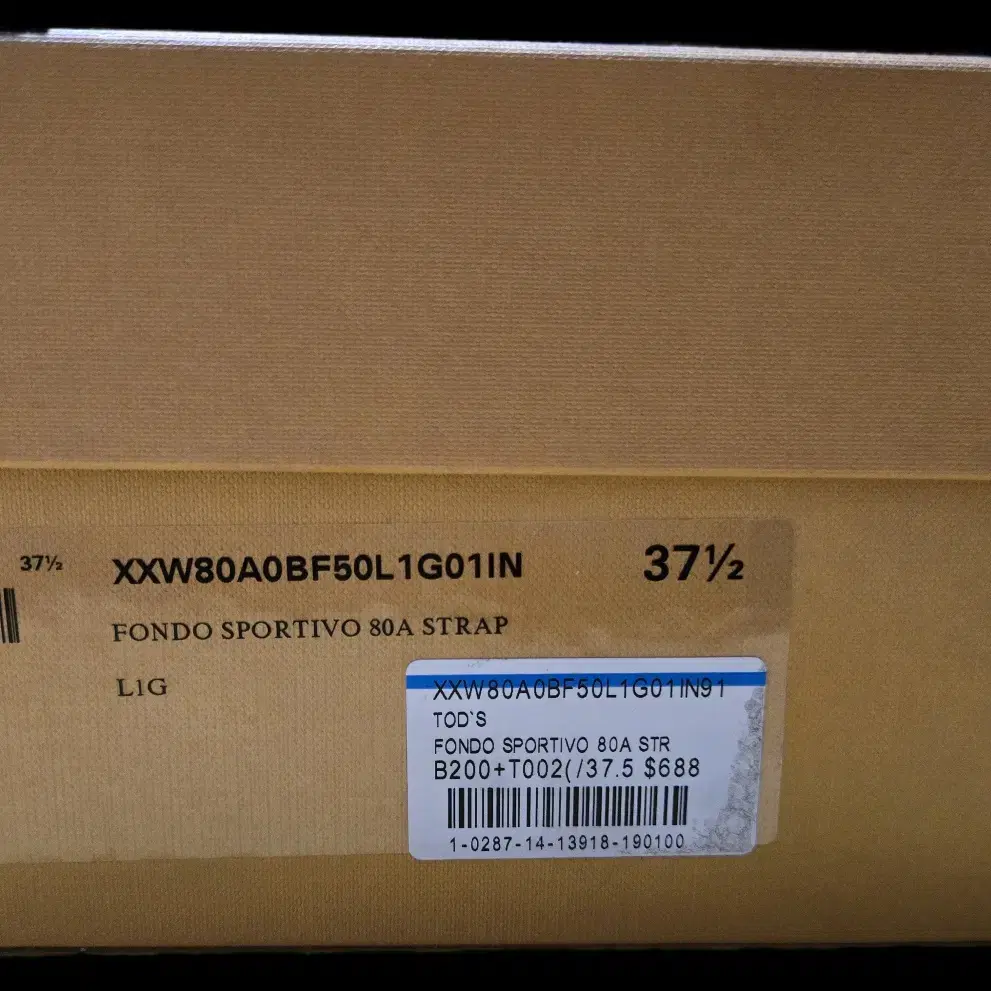 37½
XXW80A0BF50L1G01IN
37½
FONDO SPORTIVO 80A STRAP
L1G
XXW80A0BF50L1G01IN91
TOD`S
FONDO SPORTIVO 80A STR
B200+T002(/37.5 $688
1-0287-14-13918-190100